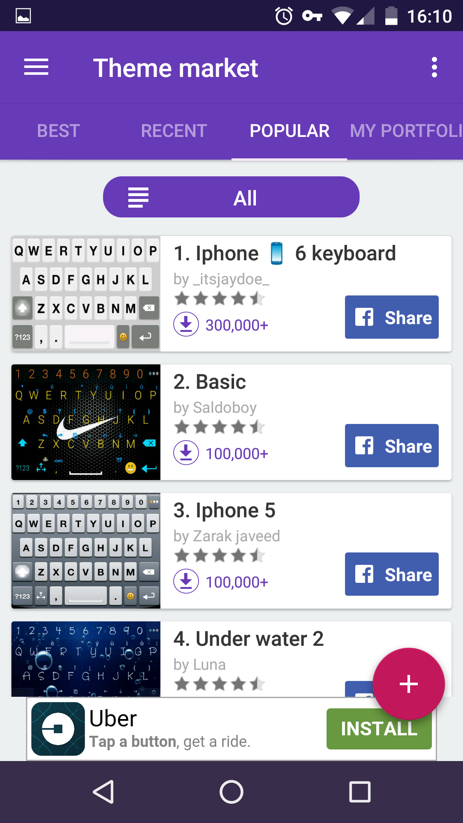 16:10
Theme market
BEST RECENT POPULAR MY PORTFOLI
All
Q W E R T Y U I O P
A S D F G H J K L
Z X C V B N M
?123 , .
1. Iphone 📱 6 keyboard
by _itsjaydoe_
300,000+
Share
1 2 3 4 5 6 7 8 9 0
Q W E R T Y U I O P
A S D F G H J K L
Z X C V B N M
?123
2. Basic
by Saldoboy
100,000+
Share
1 2 3 4 5 6 7 8 9 0
Q W E R T Y U I O P
A S D F G H J K L
Z X C V B N M
?123 , .
3. Iphone 5
by Zarak javeed
100,000+
Share
1 2 3 4 5 6 7 8 9 0
Q W E R T Y U I O P
A S D F G H J K L
4. Under water 2
by Luna
Uber
Tap a button, get a ride.
INSTALL